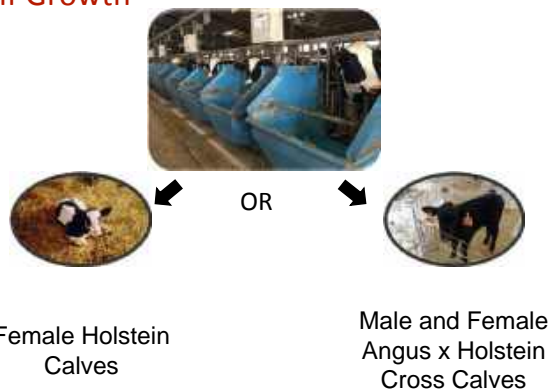 Growth
OR
Female Holstein
Calves
Male and Female
Angus x Holstein
Cross Calves